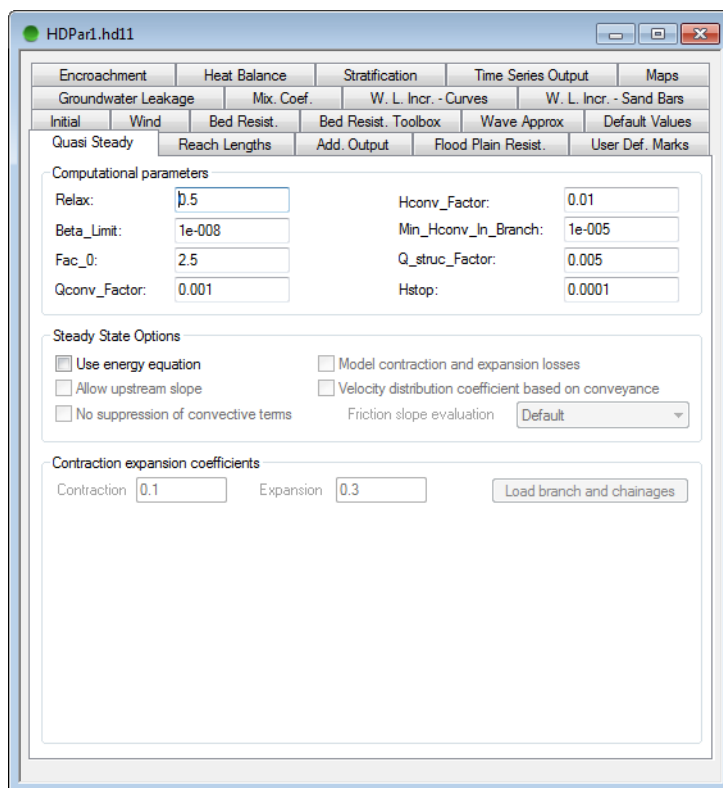 HDPar1.hd11
Encroachment Heat Balance Stratification Time Series Output Maps
Groundwater Leakage Mix. Coef. W. L. Incr. - Curves W. L. Incr. - Sand Bars
Initial Wind Bed Resist. Bed Resist. Toolbox Wave Approx Default Values
Quasi Steady Reach Lengths Add. Output Flood Plain Resist. User Def. Marks
Computational parameters
Relax: 0.5 Hconv_Factor: 0.01
Beta_Limit: 1e-008 Min_Hconv_In_Branch: 1e-005
Fac_0: 2.5 Q_struc_Factor: 0.005
Qconv_Factor: 0.001 Hstop: 0.0001
Steady State Options
Use energy equation Model contraction and expansion losses
Allow upstream slope Velocity distribution coefficient based on conveyance
No suppression of convective terms Friction slope evaluation Default
Contraction expansion coefficients
Contraction 0.1 Expansion 0.3 Load branch and chainages